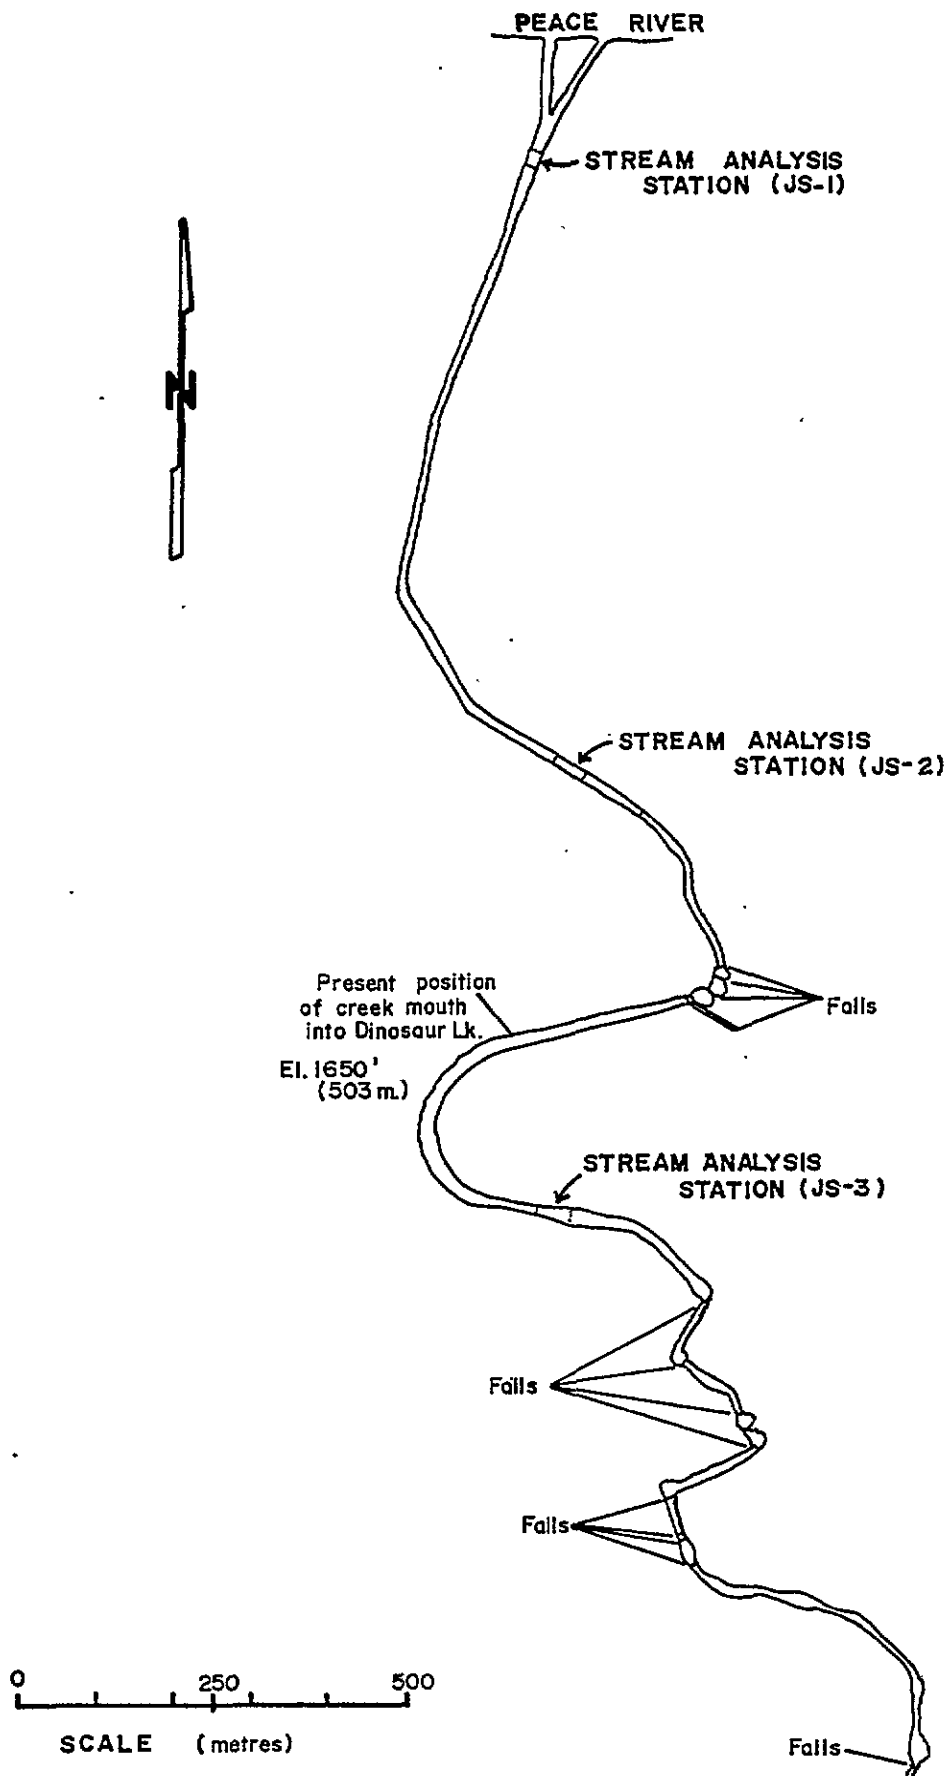 PEACE RIVER
STREAM ANALYSIS
STATION (JS-1)
N
STREAM ANALYSIS
STATION (JS-2)
Present position
of creek mouth
into Dinosaur Lk.
Falls
El. 1650'
(503 m.)
STREAM ANALYSIS
STATION (JS-3)
Falls
Falls
0 250 500
SCALE (metres)
Falls